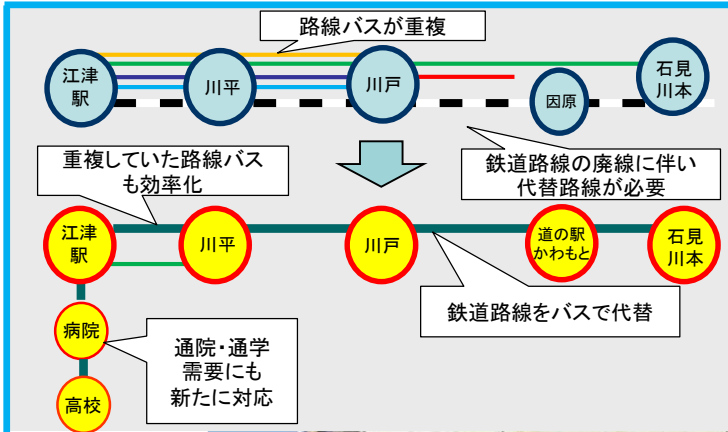 路線バスが重複
江津
駅
川平
川戸
因原
石見
川本
重複していた路線バス
も効率化
鉄道路線の廃線に伴い
代替路線が必要
江津
駅
川平
川戸
道の駅
かわもと
石見
川本
鉄道路線をバスで代替
病院
通院・通学
需要にも
新たに対応
高校